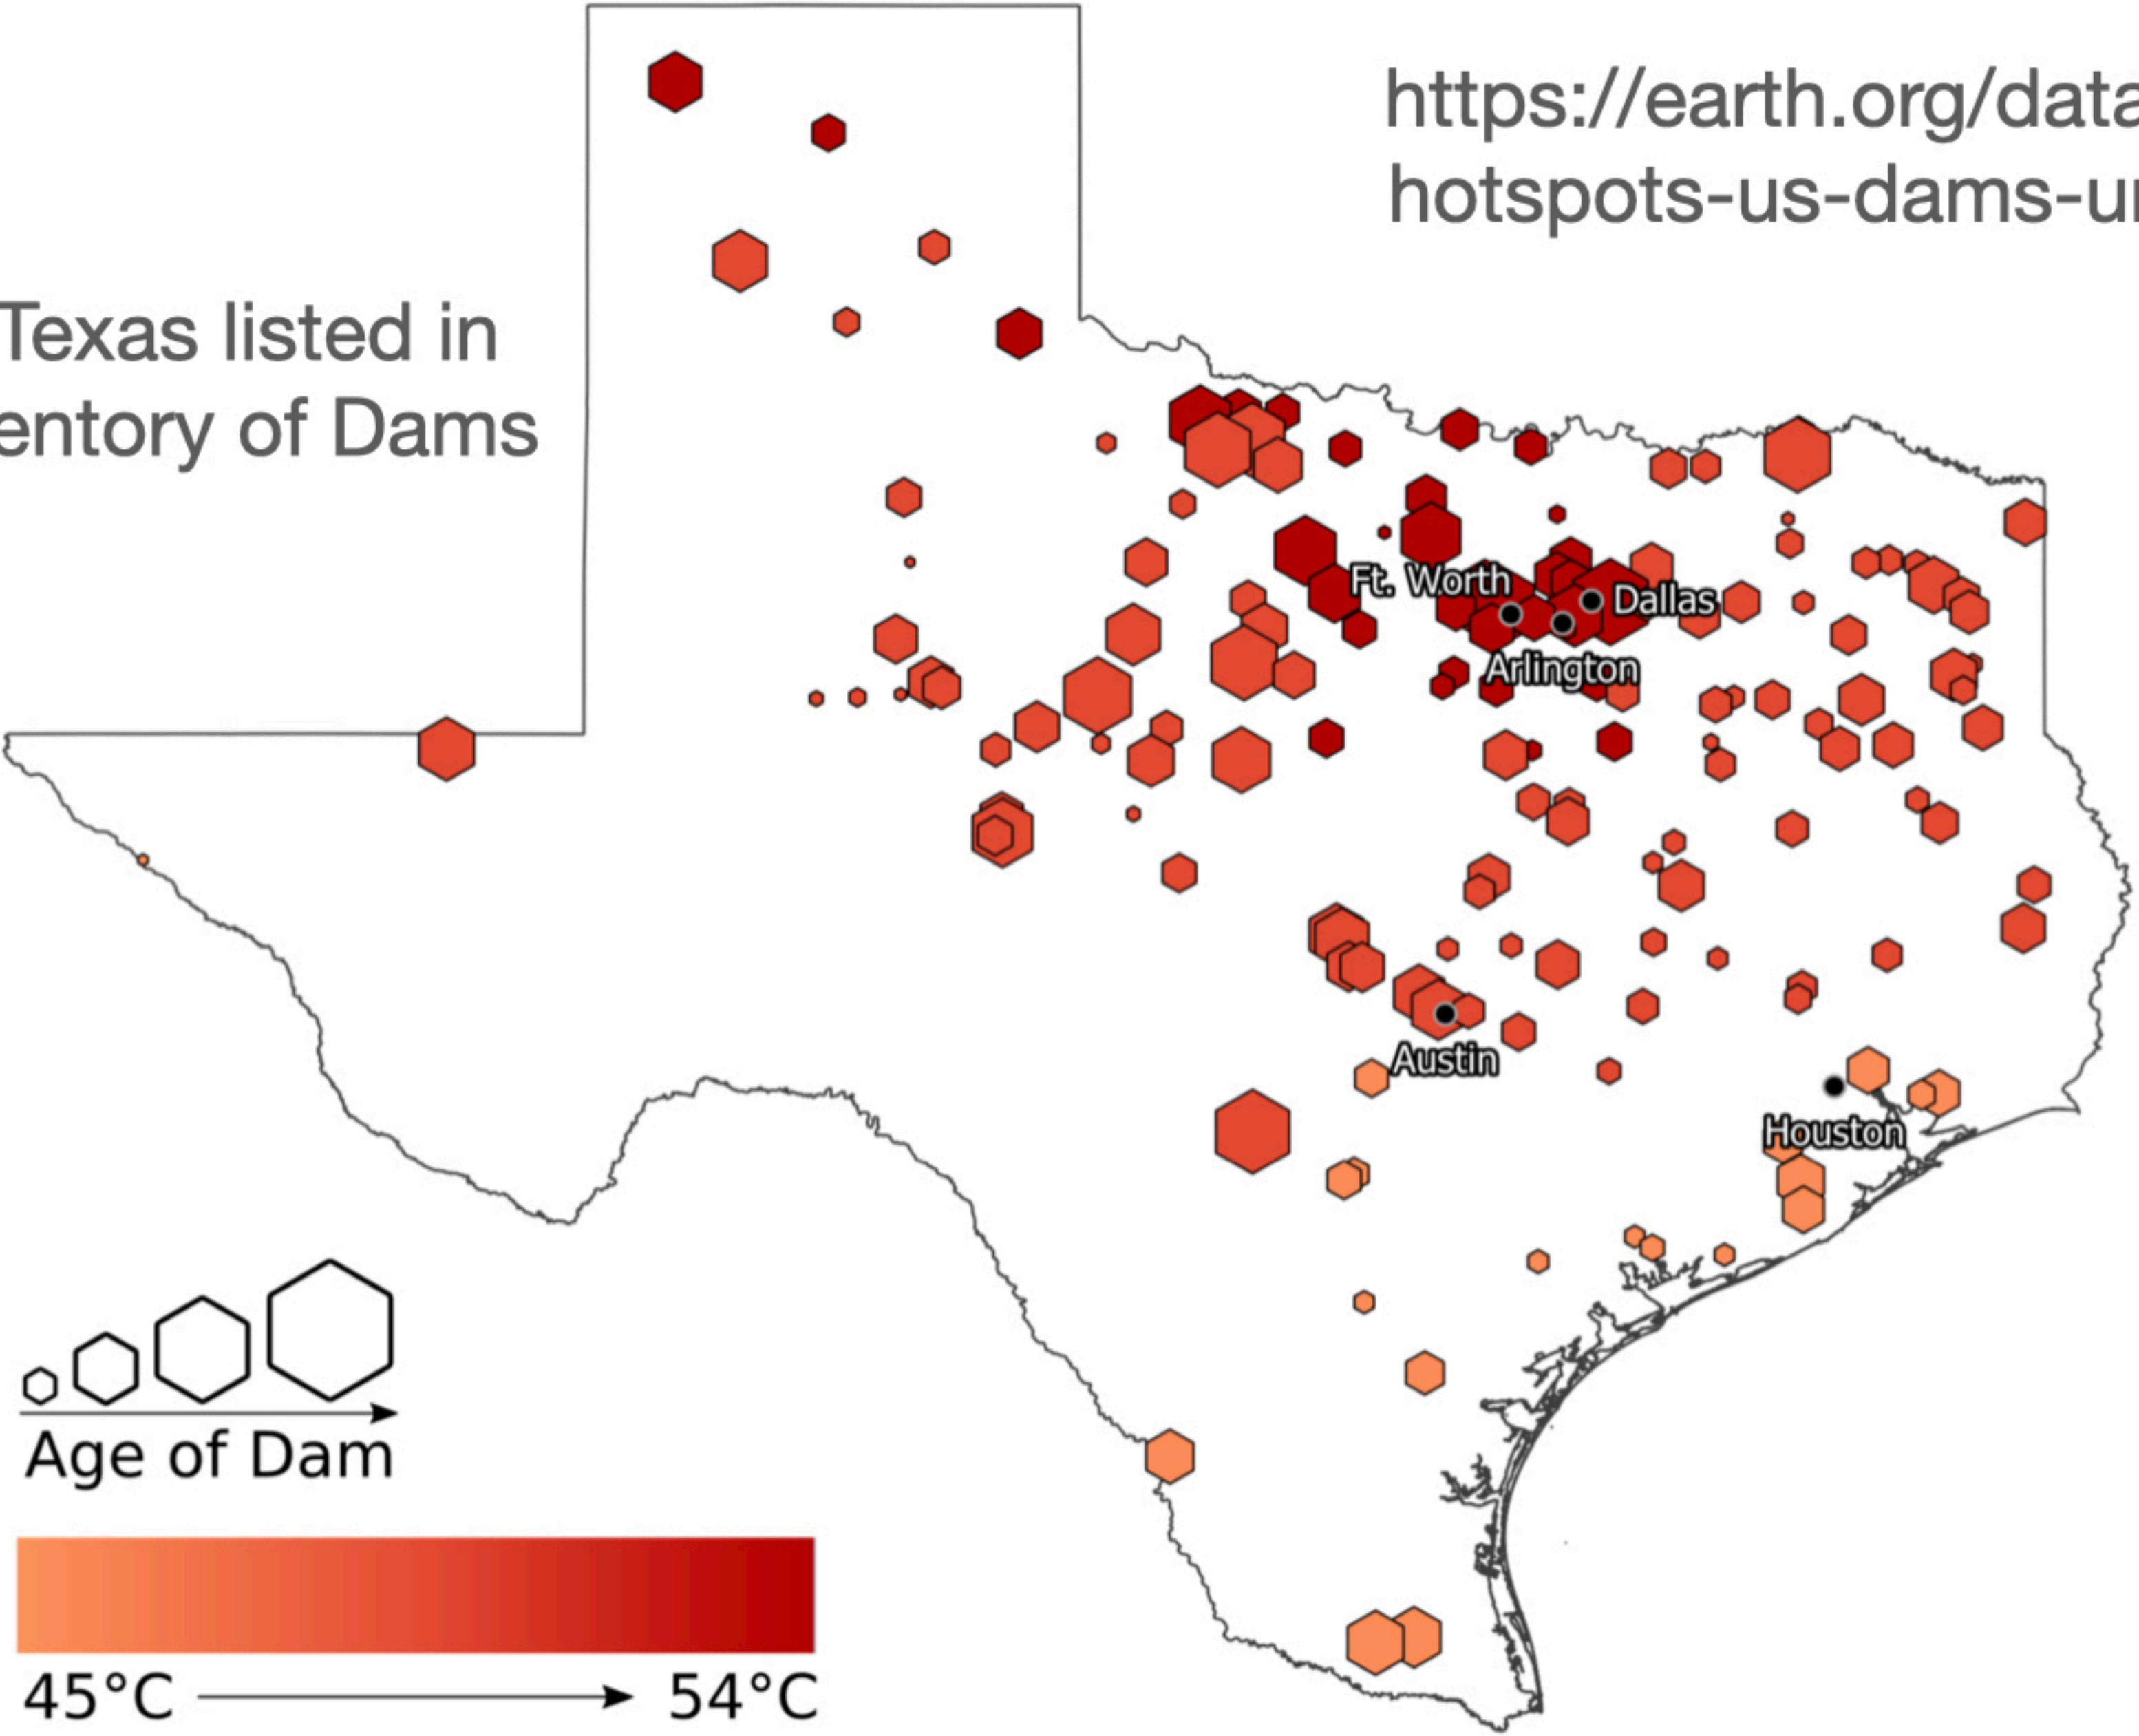 https://earth.org/data
hotspots-us-dams-u
Texas listed in
entory of Dams
Ft. Worth
Dallas
Arlington
Austin
Houston
Age of Dam
45°C
54°C